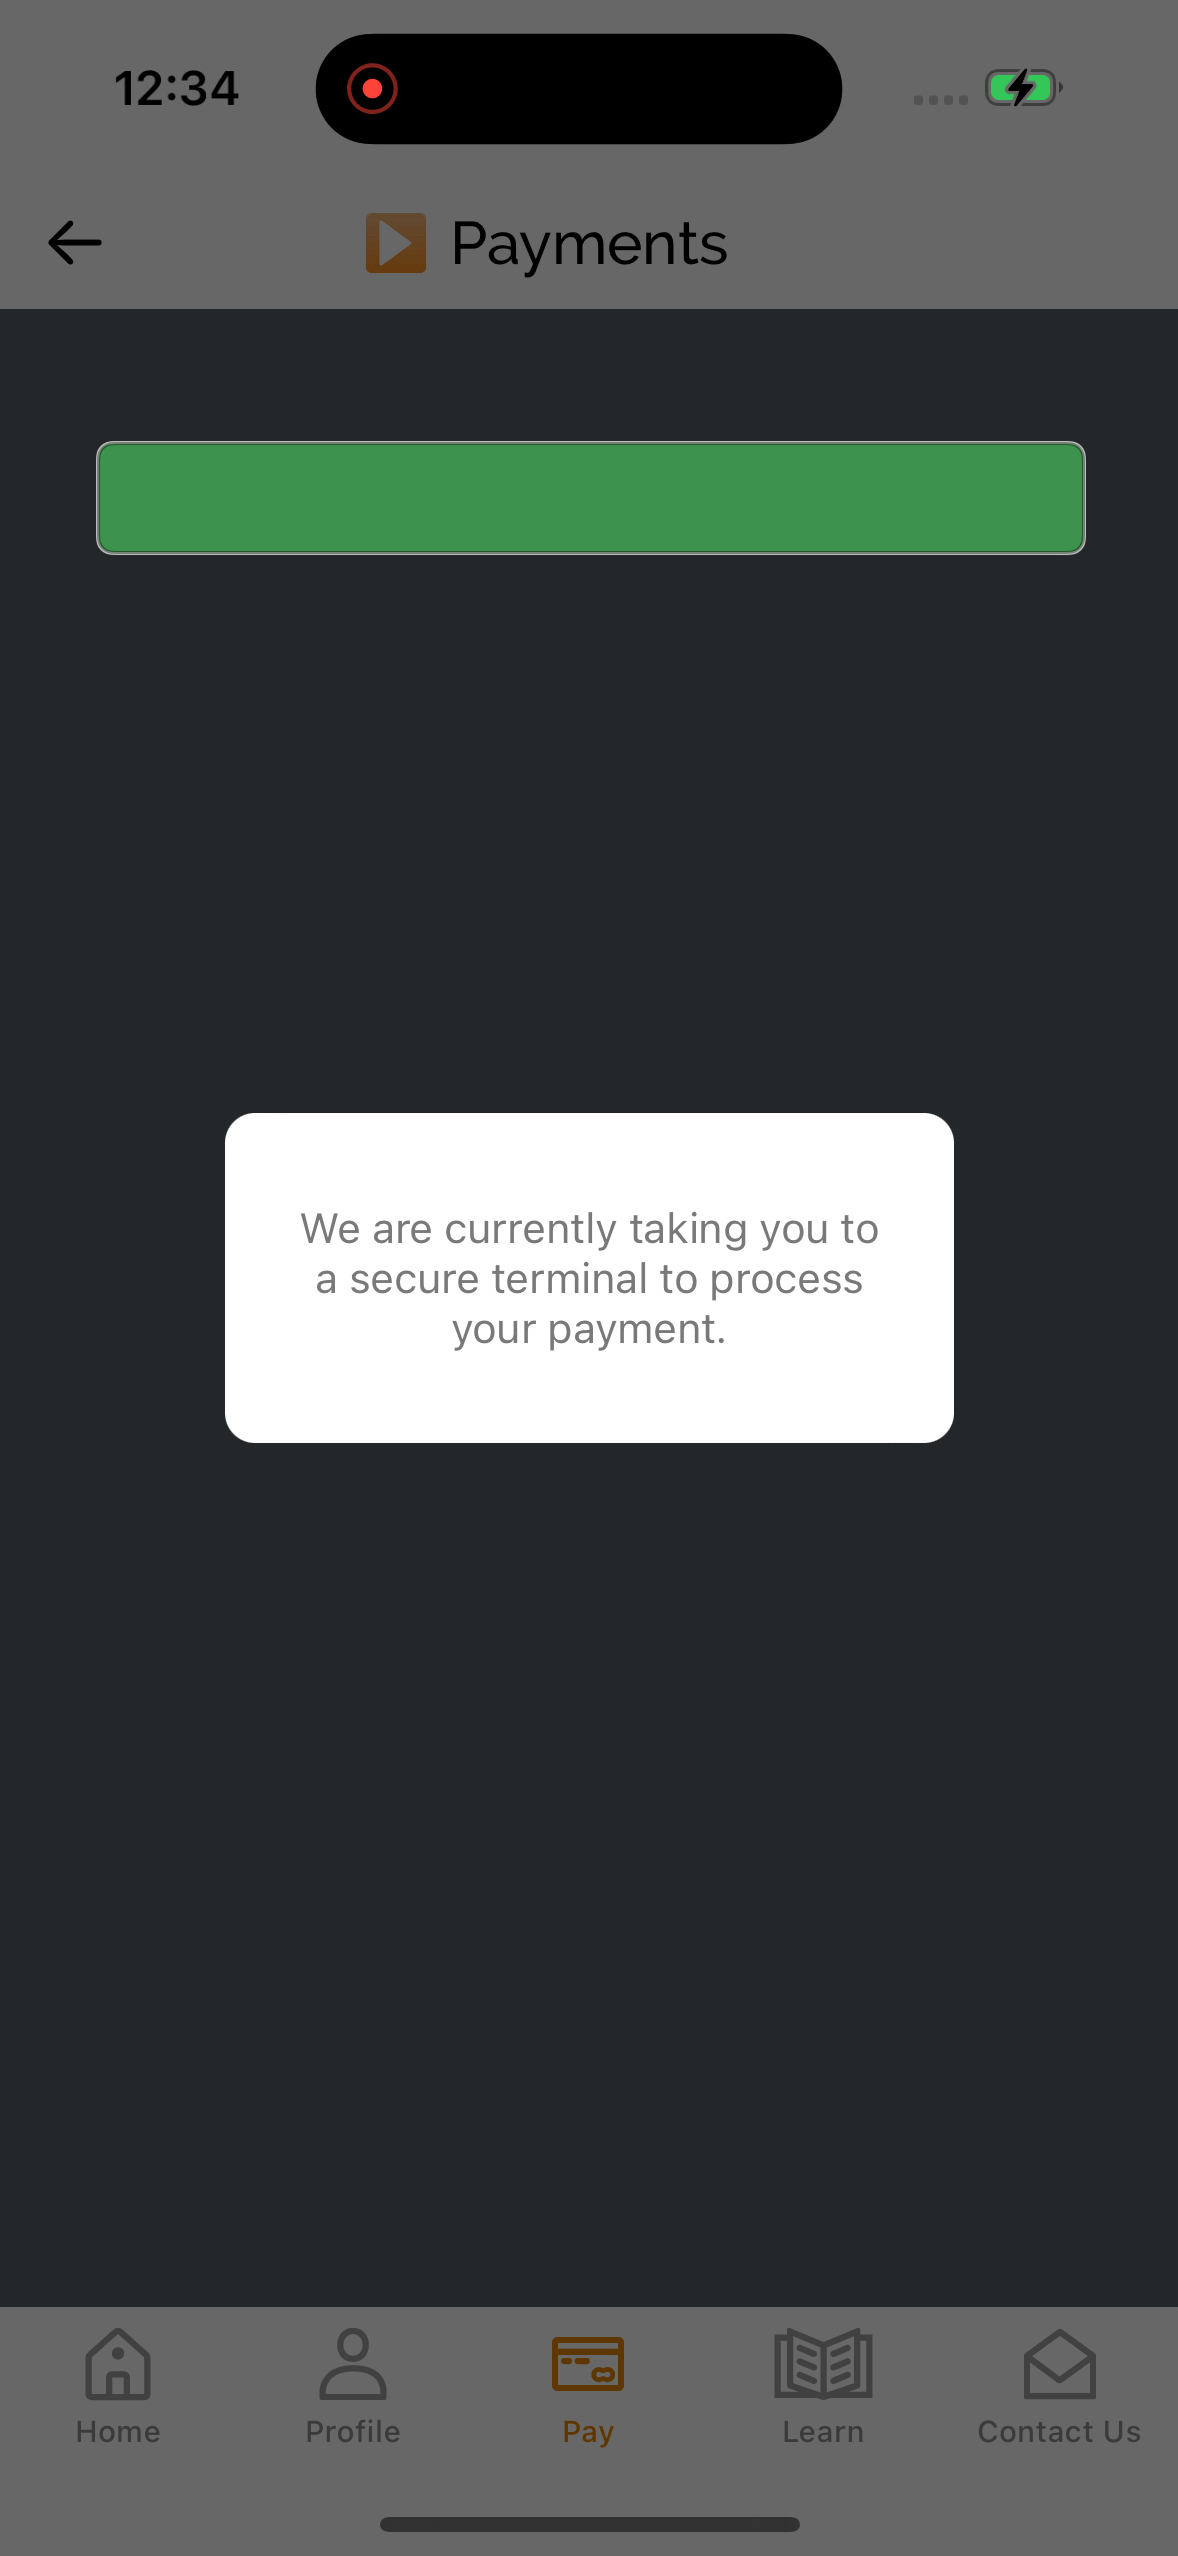 12:34
Payments
We are currently taking you to
a secure terminal to process
your payment.
Home
Profile
Pay
Learn
Contact Us